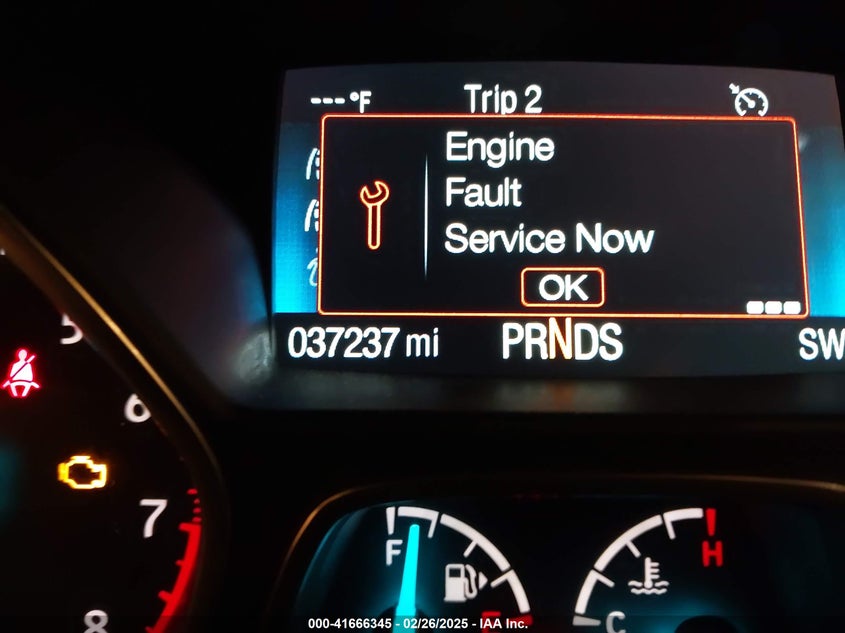 ---°F
Trip 2
Engine
Fault
Service Now
OK
037237 mi
PRNDS
SW
5
6
7
8
F
E
H
C
000-41666345 - 02/26/2025 - IAA Inc.